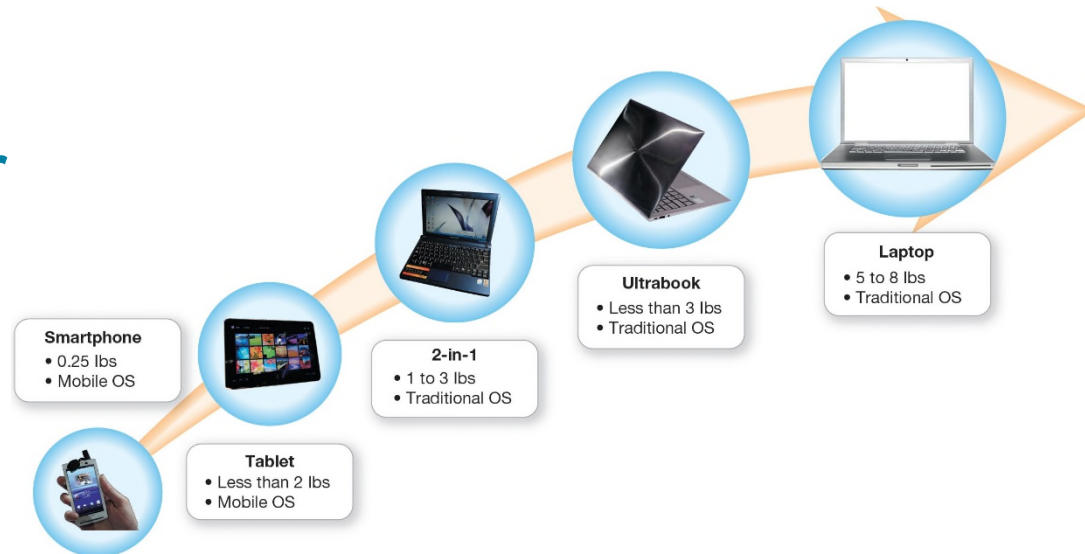 Smartphone
• 0.25 lbs
• Mobile OS
Tablet
• Less than 2 lbs
• Mobile OS
2-in-1
• 1 to 3 lbs
• Traditional OS
Ultrabook
• Less than 3 lbs
• Traditional OS
Laptop
• 5 to 8 lbs
• Traditional OS